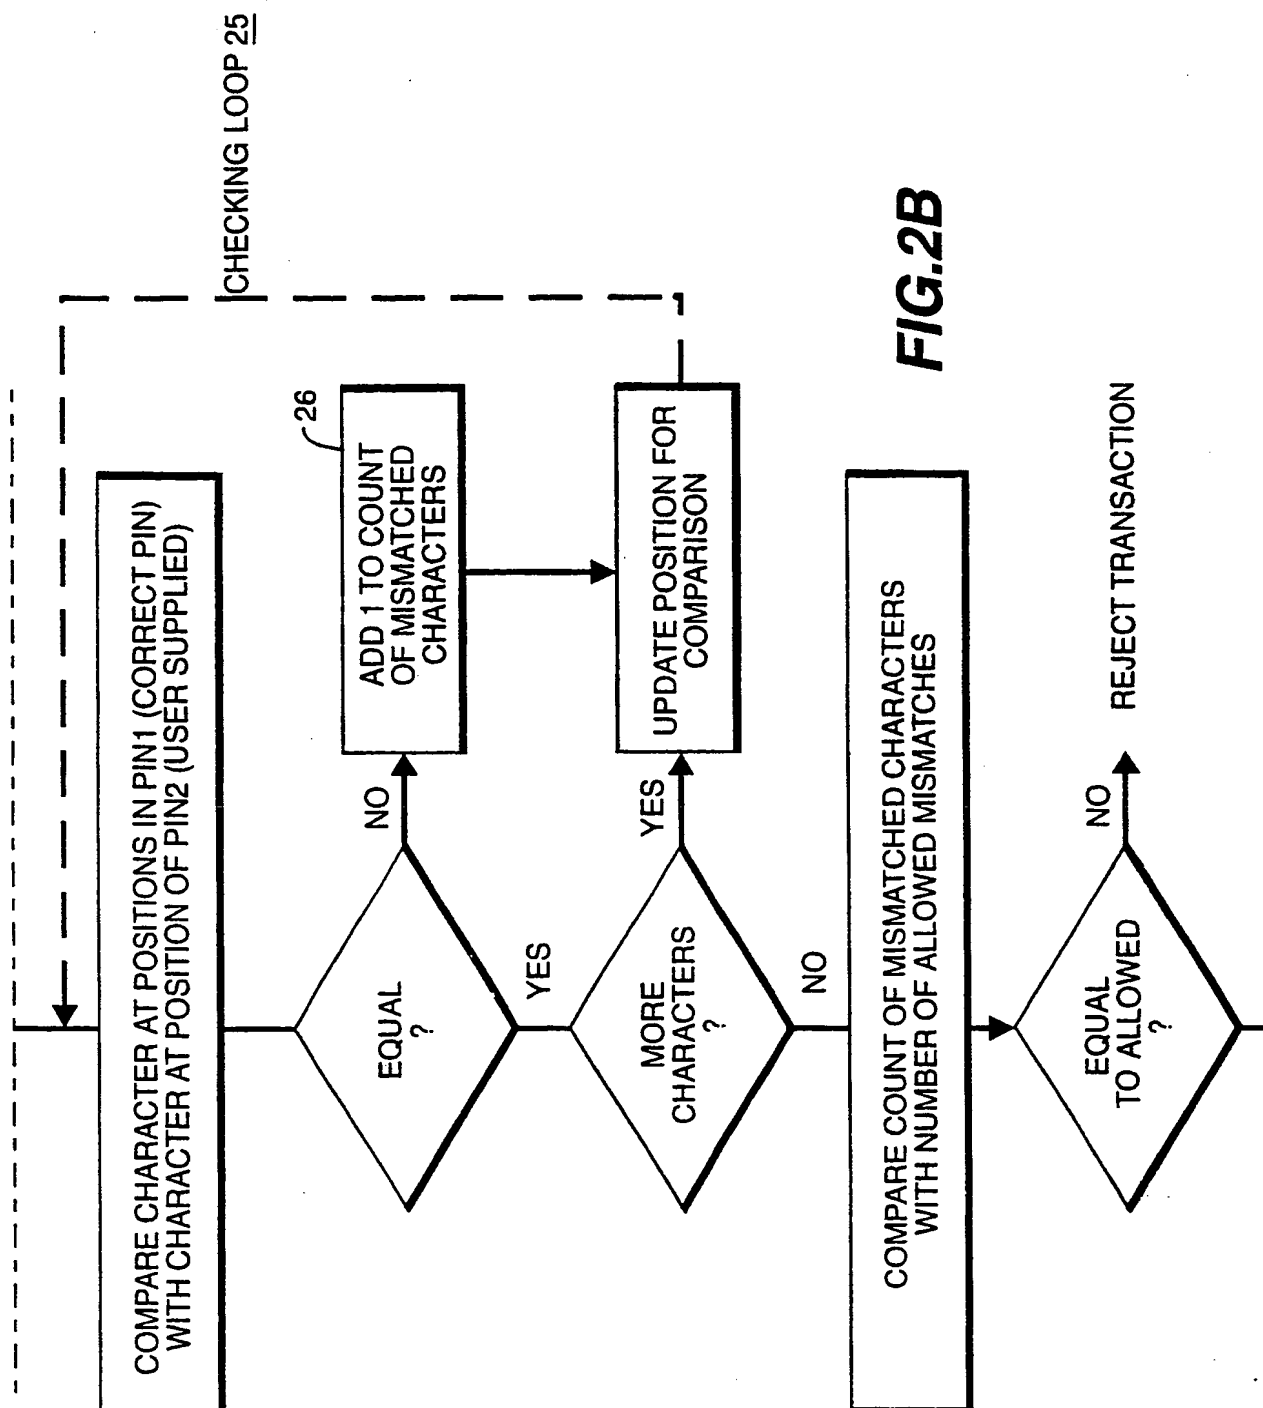 CHECKING LOOP 25
COMPARE CHARACTER AT POSITIONS IN PIN1 (CORRECT PIN)
WITH CHARACTER AT POSITION OF PIN2 (USER SUPPLIED)
EQUAL
?
NO
26
ADD 1 TO COUNT
OF MISMATCHED
CHARACTERS
YES
MORE
CHARACTERS
?
YES
UPDATE POSITION FOR
COMPARISON
NO
COMPARE COUNT OF MISMATCHED CHARACTERS
WITH NUMBER OF ALLOWED MISMATCHES
EQUAL
TO ALLOWED
?
NO
REJECT TRANSACTION
FIG.2B